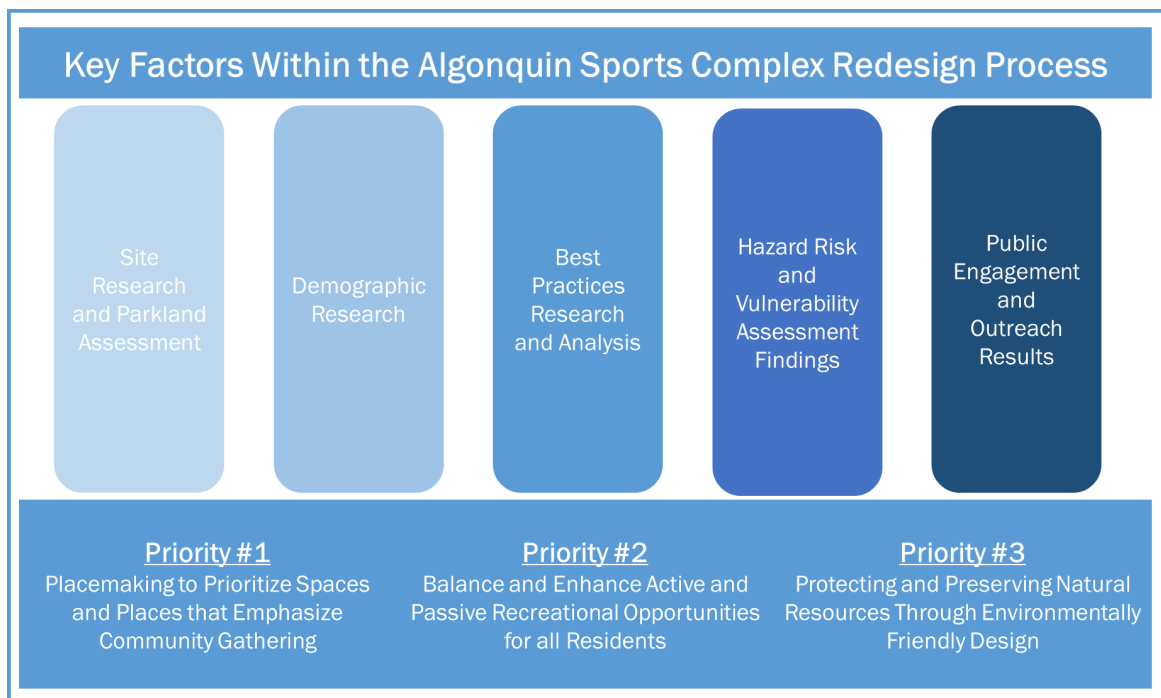 Key Factors Within the Algonquin Sports Complex Redesign Process
Site
Research
and Parkland
Assessment
Demographic
Research
Best
Practices
Research
and Analysis
Hazard Risk
and
Vulnerability
Assessment
Findings
Public
Engagement
and
Outreach
Results
Priority #1
Placemaking to Prioritize Spaces
and Places that Emphasize
Community Gathering
Priority #2
Balance and Enhance Active and
Passive Recreational Opportunities
for all Residents
Priority #3
Protecting and Preserving Natural
Resources Through Environmentally
Friendly Design